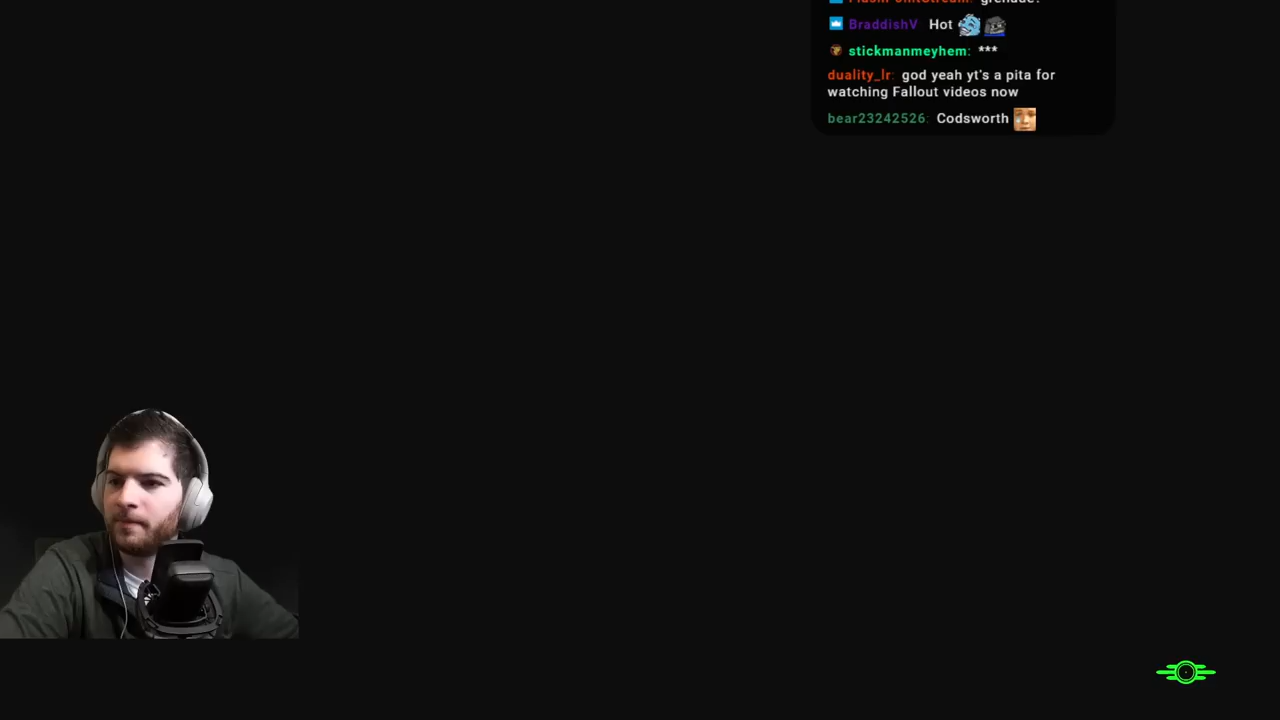 BraddishV Hot
stickmanmeyhem: ***
duality_lr: god yeah yt's a pita for
watching Fallout videos now
bear23242526: Codsworth